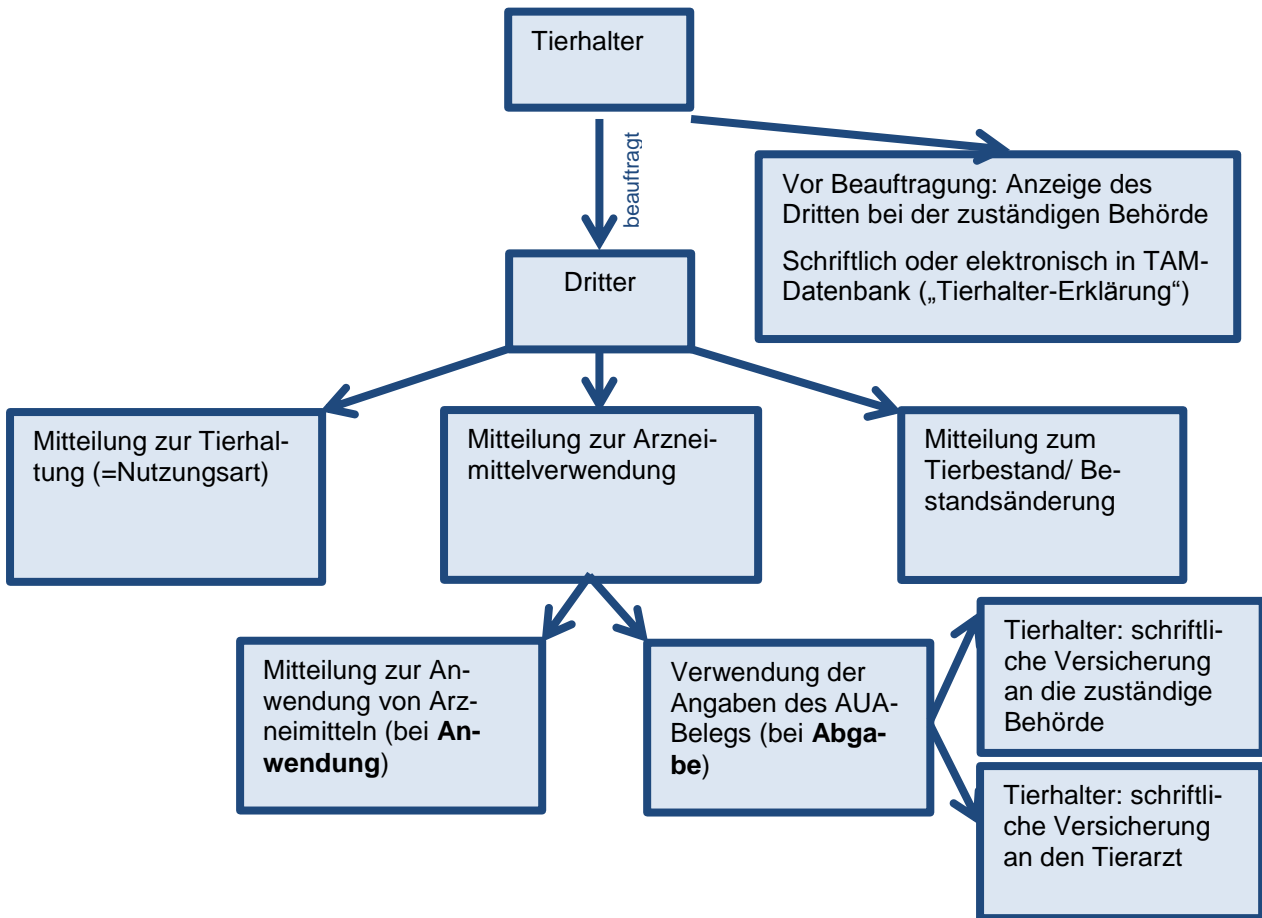 Tierhalter
beauftragt
Vor Beauftragung: Anzeige des
Dritten bei der zuständigen Behörde
Schriftlich oder elektronisch in TAM-
Datenbank („Tierhalter-Erklärung“)
Dritter
Mitteilung zur Tierhal-
tung (=Nutzungsart)
Mitteilung zur Arznei-
mittelverwendung
Mitteilung zum
Tierbestand/ Be-
standsänderung
Mitteilung zur An-
wendung von Arz-
neimitteln (bei An-
wendung)
Verwendung der
Angaben des AUA-
Belegs (bei Abga-
be)
Tierhalter: schriftli-
che Versicherung
an die zuständige
Behörde
Tierhalter: schriftli-
che Versicherung
an den Tierarzt